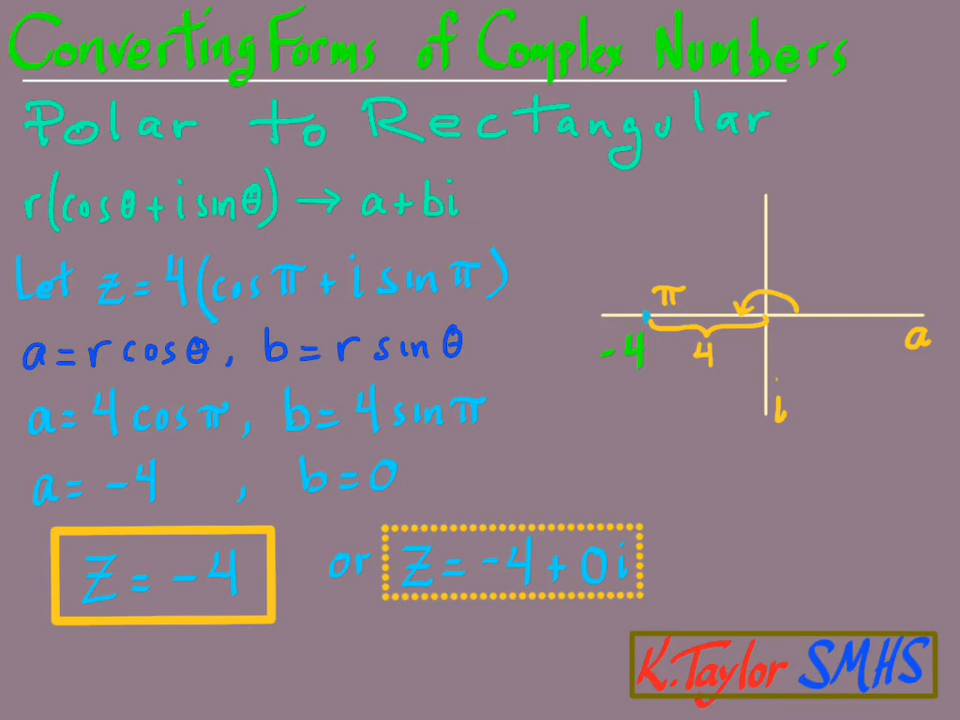 Converting Forms of Complex Numbers
Polar to Rectangular
r(cosθ + i sinθ) → a + bi
Let z = 4(cos π + i sin π)
a = r cosθ, b = r sin θ
a = 4 cos π, b = 4 sin π
a = -4 , b = 0
z = -4 or z = -4 + 0i
π
-4
4
a
i
K. Taylor SMHS